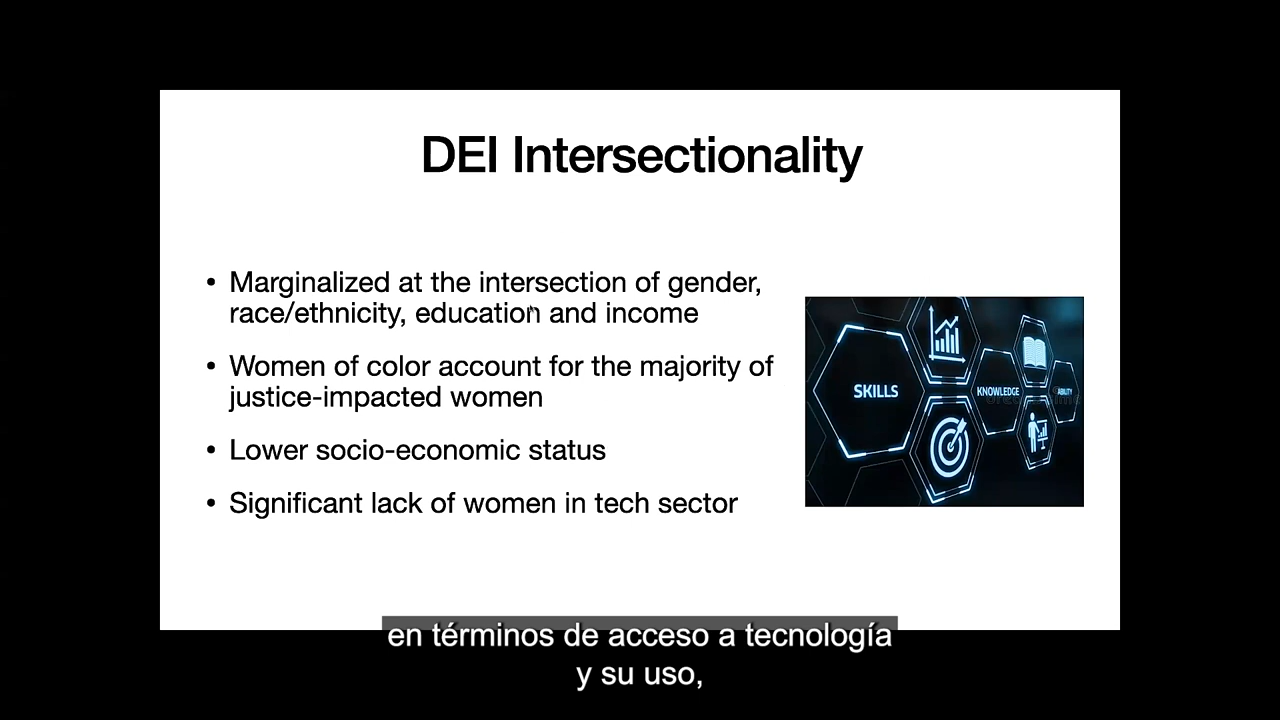 DEI Intersectionality
• Marginalized at the intersection of gender,
race/ethnicity, education and income
• Women of color account for the majority of
justice-impacted women
• Lower socio-economic status
• Significant lack of women in tech sector
SKILLS
KNOWLEDGE
ABILITY
en términos de acceso a tecnología
y su uso,